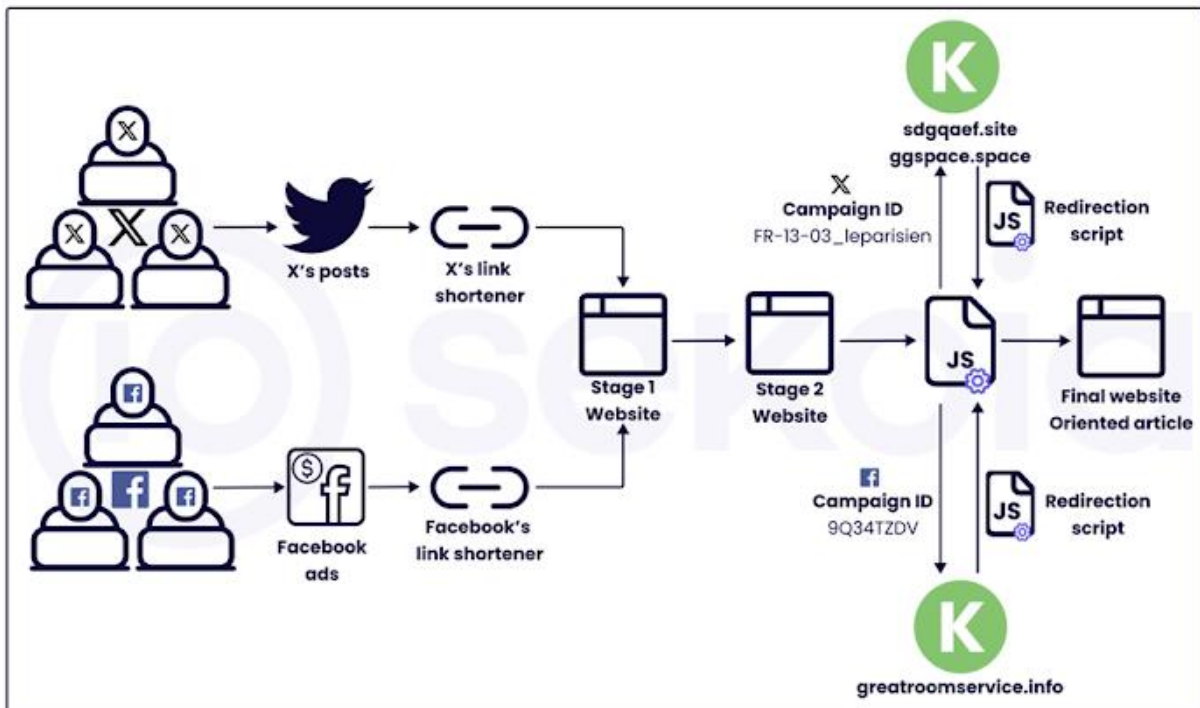 K
sdgqaef.site
ggspace.space
X
Campaign ID
FR-13-03_leparisien
JS
Redirection
script
X's posts
X's link
shortener
Stage 1
Website
Stage 2
Website
JS
Final website
Oriented article
sekoia
$
Facebook
ads
Facebook's
link shortener
Campaign ID
9Q34TZDV
JS
Redirection
script
K
greatroomservice.info